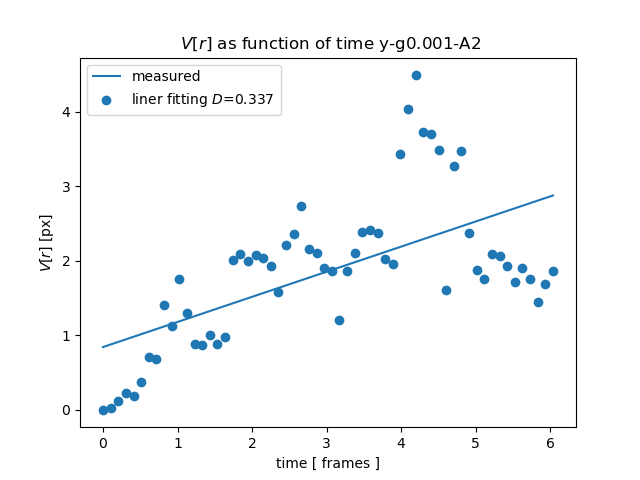 V[r] as function of time y-g0.001-A2
measured
liner fitting D=0.337
V[r] [px]
4
3
2
1
0
0 1 2 3 4 5 6
time [ frames ]